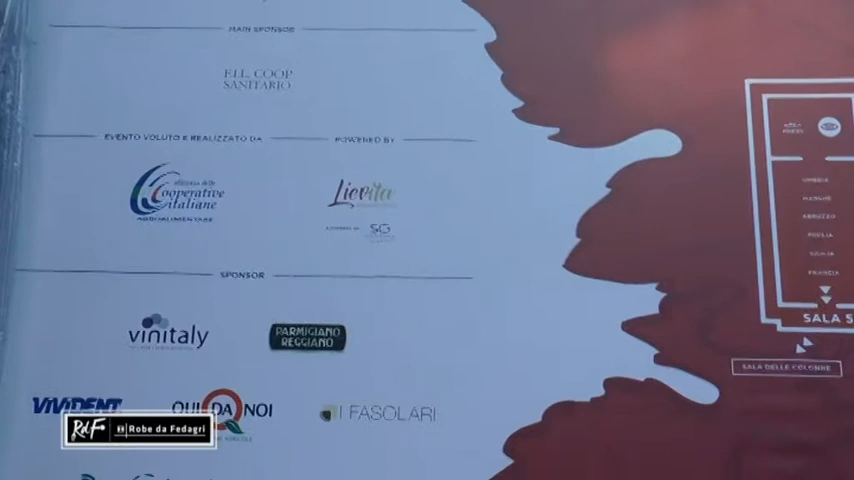 MAIN SPONSOR
F.I.L. COOP
SANITARIO
EVENTO VOLUTO E REALIZZATO DA
POWERED BY
alleanza delle
Cooperative
italiane
AGROALIMENTARE
Lievita
SG
SPONSOR
vinitaly
PARMIGIANO
REGGIANO
VIVIDENT
QUI DA NOI
I FASOLARI
RdF
Robe da Fedagri
UMBRIA
MARCHE
ABRUZZO
PUGLIA
SICILIA
FRANCIA
SALA S
SALA DELLE COLONNE